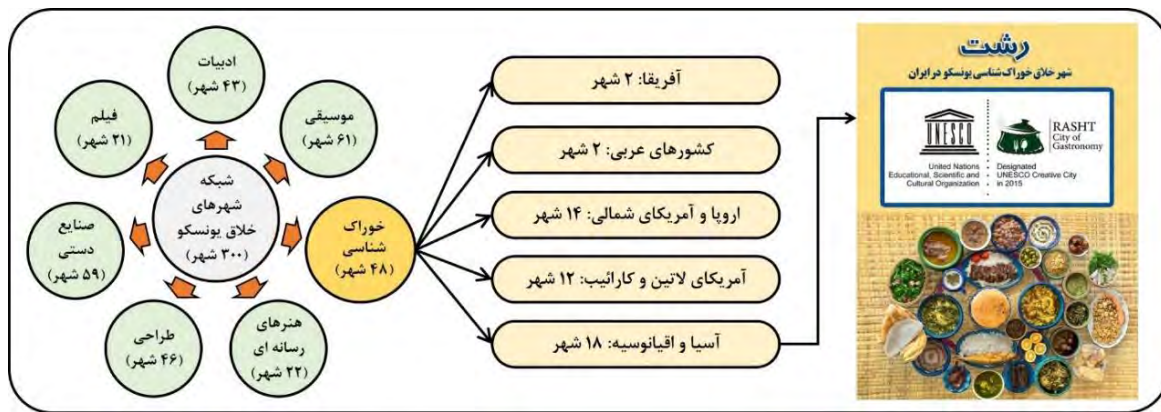 ادبیات
(۴۳ شهر)
موسیقی
(۶۱ شهر)
فیلم
(۲۱ شهر)
شبکه
شهرهای
خلاق یونسکو
(۳۰۰ شهر)
صنایع
دستی
(۵۹ شهر)
طراحی
(۴۶ شهر)
هنرهای
رسانه ای
(۲۲ شهر)
خوراک
شناسی
(۴۸ شهر)
آفریقا: ۲ شهر
کشورهای عربی: ۲ شهر
اروپا و آمریکای شمالی: ۱۴ شهر
آمریکای لاتین و کارائیب: ۱۲ شهر
آسیا و اقیانوسیه: ۱۸ شهر
رشت
شهر خلاق خوراک‌شناسی یونسکو در ایران
UNESCO
United Nations
Educational, Scientific and
Cultural Organization
RASHT
City of
Gastronomy
Designated
UNESCO Creative City
in 2015